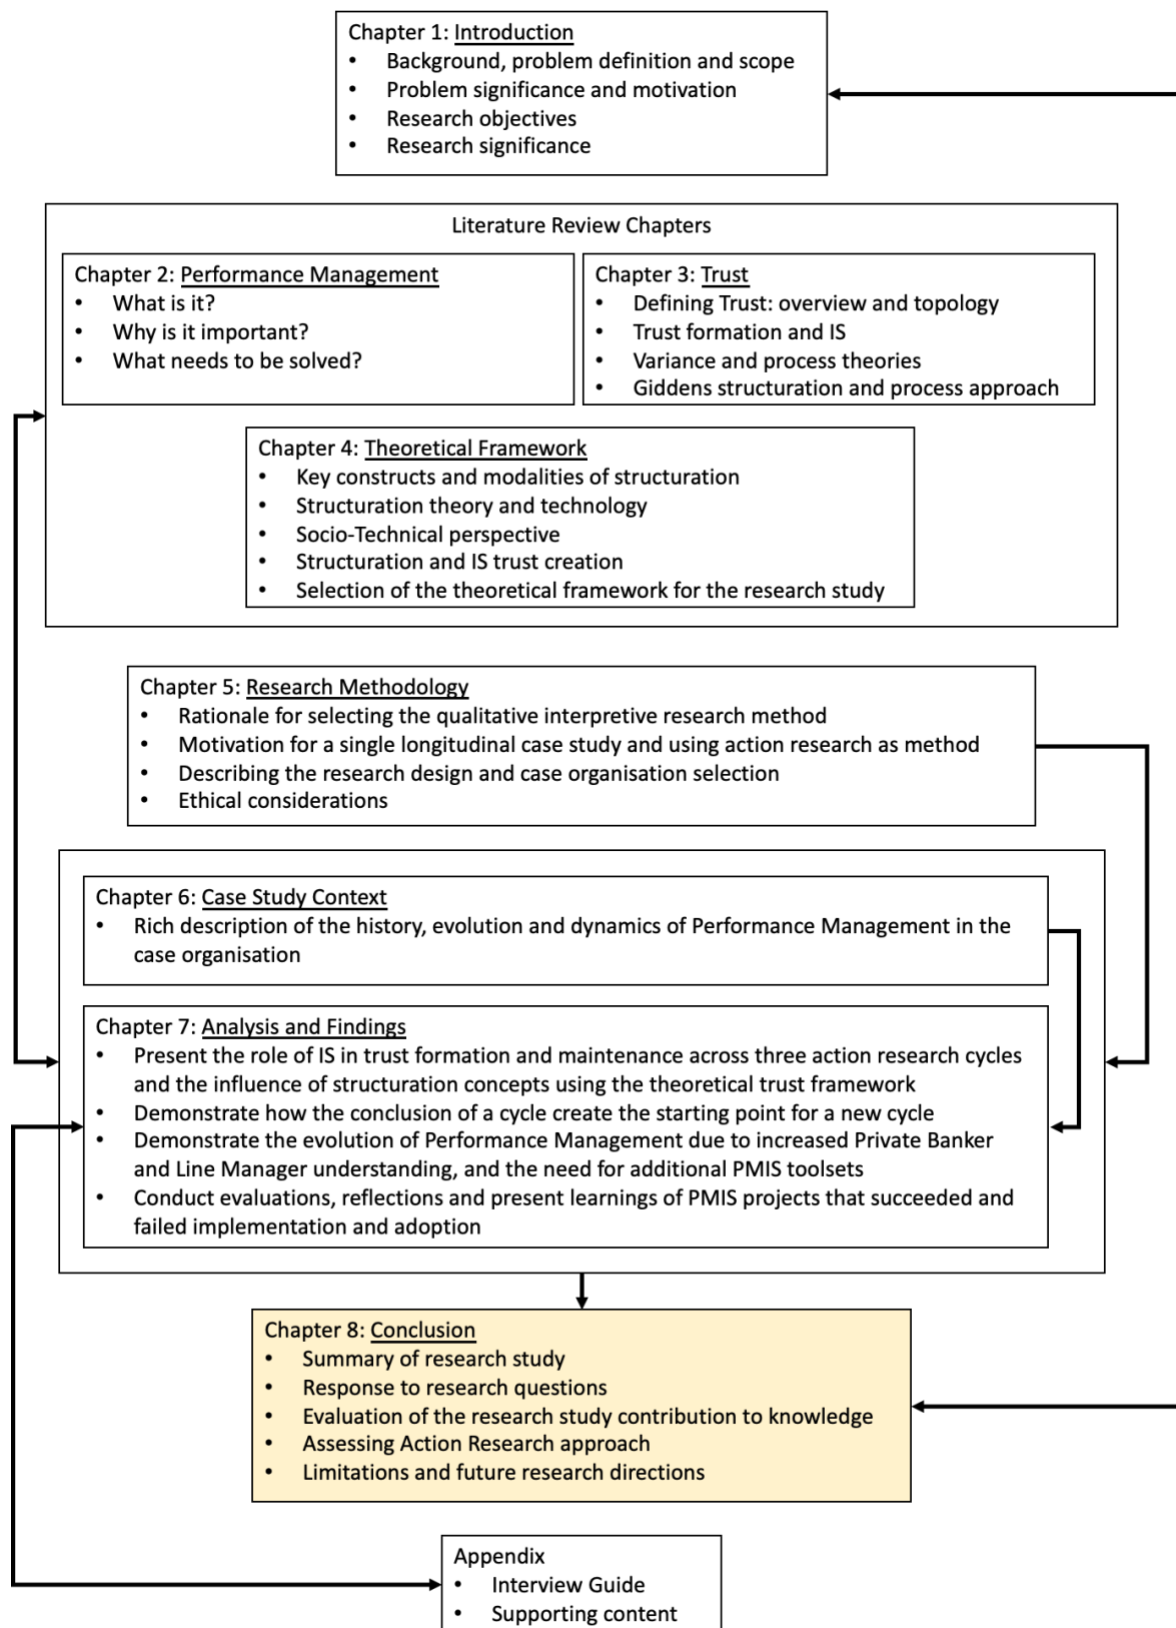 Chapter 1: Introduction
• Background, problem definition and scope
• Problem significance and motivation
• Research objectives
• Research significance
Literature Review Chapters
Chapter 2: Performance Management
• What is it?
• Why is it important?
• What needs to be solved?
Chapter 3: Trust
• Defining Trust: overview and topology
• Trust formation and IS
• Variance and process theories
• Giddens structuration and process approach
Chapter 4: Theoretical Framework
• Key constructs and modalities of structuration
• Structuration theory and technology
• Socio-Technical perspective
• Structuration and IS trust creation
• Selection of the theoretical framework for the research study
Chapter 5: Research Methodology
• Rationale for selecting the qualitative interpretive research method
• Motivation for a single longitudinal case study and using action research as method
• Describing the research design and case organisation selection
• Ethical considerations
Chapter 6: Case Study Context
• Rich description of the history, evolution and dynamics of Performance Management in the
case organisation
Chapter 7: Analysis and Findings
• Present the role of IS in trust formation and maintenance across three action research cycles
and the influence of structuration concepts using the theoretical trust framework
• Demonstrate how the conclusion of a cycle create the starting point for a new cycle
• Demonstrate the evolution of Performance Management due to increased Private Banker
and Line Manager understanding, and the need for additional PMIS toolsets
• Conduct evaluations, reflections and present learnings of PMIS projects that succeeded and
failed implementation and adoption
Chapter 8: Conclusion
• Summary of research study
• Response to research questions
• Evaluation of the research study contribution to knowledge
• Assessing Action Research approach
• Limitations and future research directions
Appendix
• Interview Guide
• Supporting content